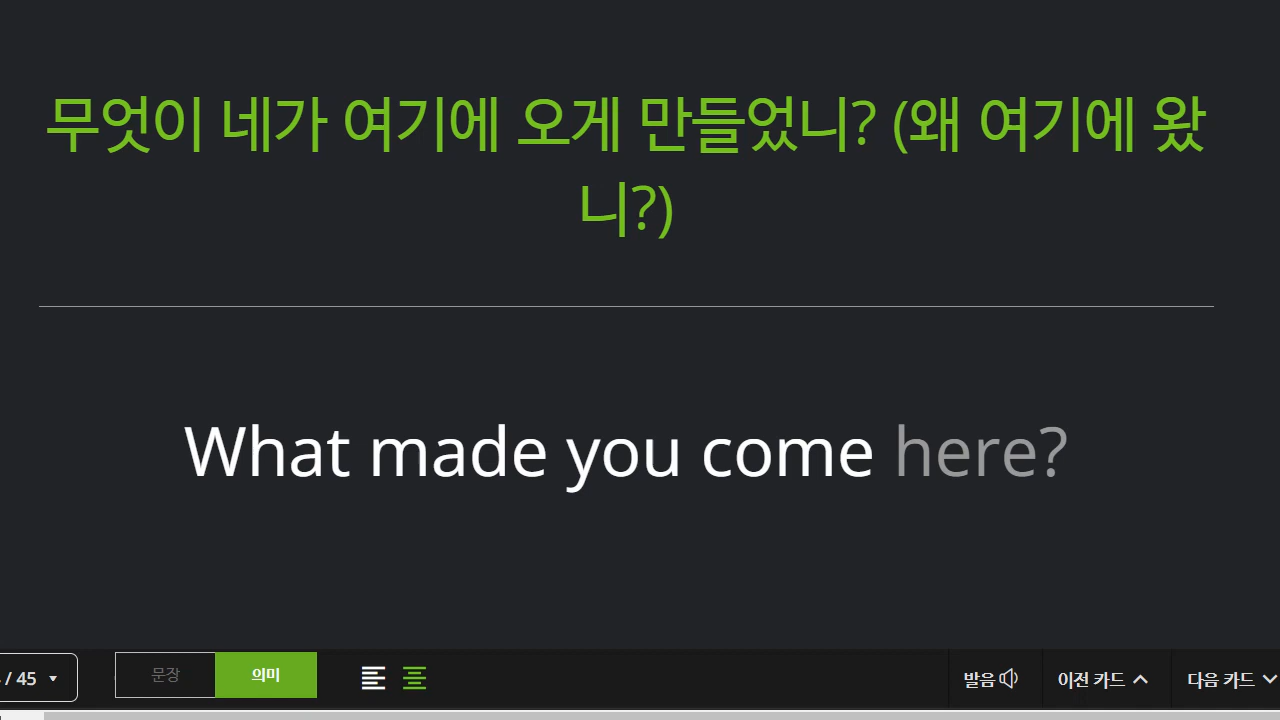 무엇이 네가 여기에 오게 만들었니? (왜 여기에 왔
니?)
What made you come here?
/ 45
문장
의미
발음
이전 카드
다음 카드